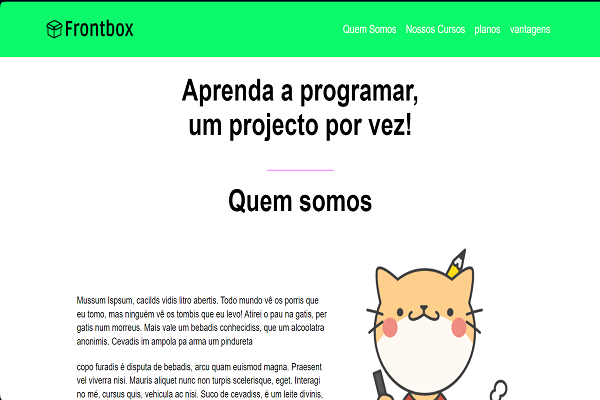 Frontbox
Quem Somos Nossos Cursos planos vantagens
Aprenda a programar,
um projecto por vez!
Quem somos
Mussum Ispsum, cacilds vidis litro abertis. Todo mundo vê os porris que
eu tomo, mas ninguém vê os tombis que eu levo! Atirei o pau na gatis, per
gatis num morreus. Mais vale um bebadis conhecidiss, que um alcoolatra
anonimis. Cevadis im ampola pa arma um pindureta
copo furadis é disputa de bebadis, arcu quam euismod magna. Praesent
vel viverra nisi. Mauris aliquet nunc non turpis scelerisque, eget. Interagi
no mé, cursus quis, vehicula ac nisi. Suco de cevadiss, é um leite divinis,